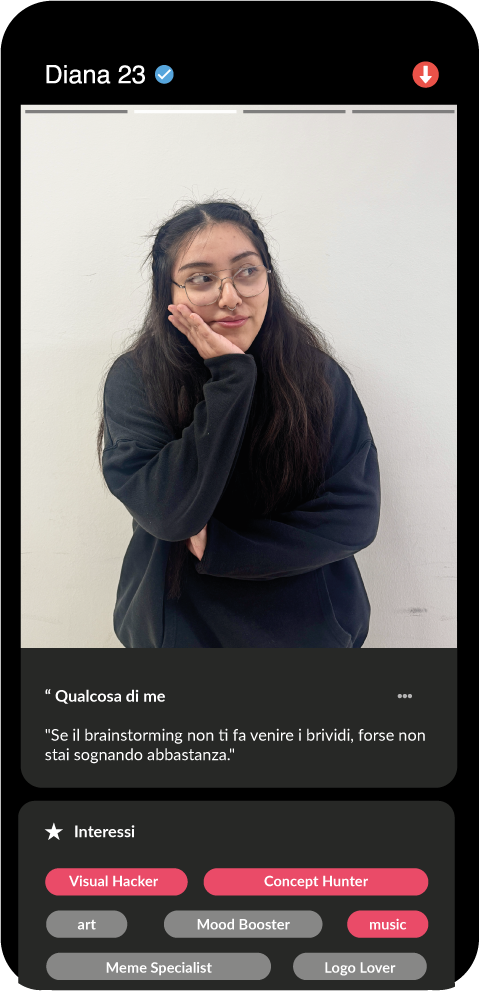 Diana 23
“ Qualcosa di me
"Se il brainstorming non ti fa venire i brividi, forse non
stai sognando abbastanza."
Interessi
Visual Hacker Concept Hunter
art Mood Booster music
Meme Specialist Logo Lover